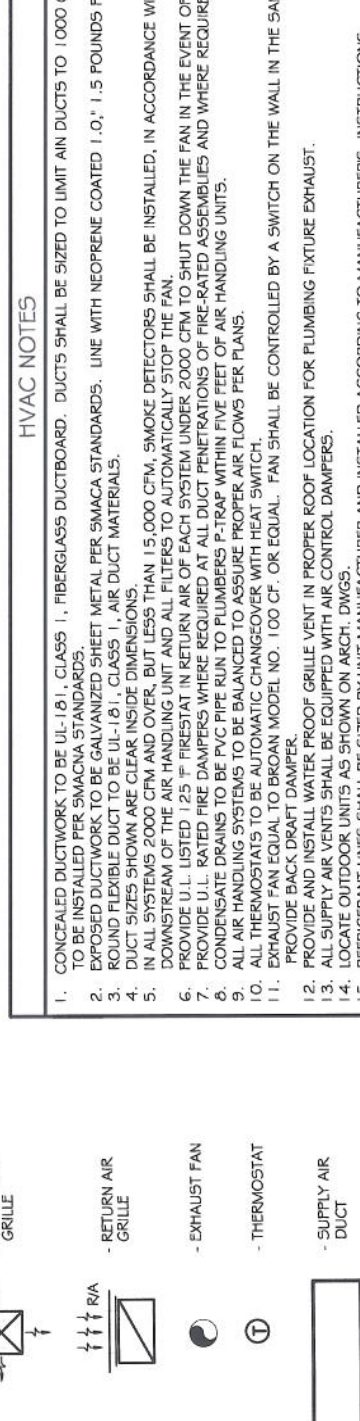 HVAC NOTES
1. CONCEALED DUCTWORK TO BE UL-181, CLASS 1, FIBERGLASS DUCTBOARD. DUCTS SHALL BE SIZED TO LIMIT AIN DUCTS TO 1000
TO BE INSTALLED PER SMACNA STANDARDS.
2. EXPOSED DUCTWORK TO BE GALVANIZED SHEET METAL PER SMACA STANDARDS. LINE WITH NEOPRENE COATED 1.0," 1.5 POUNDS
3. ROUND FLEXIBLE DUCT TO BE UL-181, CLASS 1, AIR DUCT MATERIALS.
4. DUCT SIZES SHOWN ARE CLEAR INSIDE DIMENSIONS.
5. IN ALL SYSTEMS 2000 CFM AND OVER, BUT LESS THAN 15,000 CFM, SMOKE DETECTORS SHALL BE INSTALLED, IN ACCORDANCE
DOWNSTREAM OF THE AIR HANDLING UNIT AND ALL FILTERS TO AUTOMATICALLY STOP THE FAN.
6. PROVIDE U.L. LISTED 125 °F FIRESTAT IN RETURN AIR OF EACH SYSTEM UNDER 2000 CFM TO SHUT DOWN THE FAN IN THE EVENT OF
7. PROVIDE U.L. RATED FIRE DAMPERS WHERE REQUIRED AT ALL DUCT PENETRATIONS OF FIRE-RATED ASSEMBLIES AND WHERE REQUIRE
8. CONDENSATE DRAINS TO BE PVC PIPE RUN TO PLUMBERS P-TRAP WITHIN FIVE FEET OF AIR HANDLING UNITS.
9. ALL AIR HANDLING SYSTEMS TO BE BALANCED TO ASSURE PROPER AIR FLOWS PER PLANS.
10. ALL THERMOSTATS TO BE AUTOMATIC CHANGEOVER WITH HEAT SWITCH.
11. EXHAUST FAN EQUAL TO BROAN MODEL NO. 100 CF. OR EQUAL. FAN SHALL BE CONTROLLED BY A SWITCH ON THE WALL IN THE
PROVIDE BACK DRAFT DAMPER.
12. PROVIDE AND INSTALL WATER PROOF GRILLE VENT IN PROPER ROOF LOCATION FOR PLUMBING FIXTURE EXHAUST.
13. ALL SUPPLY AIR VENTS SHALL BE EQUIPPED WITH AIR CONTROL DAMPERS.
14. LOCATE OUTDOOR UNITS AS SHOWN ON ARCH. DWGS.
GRILLE
R/A
- RETURN AIR
GRILLE
- EXHAUST FAN
T
- THERMOSTAT
- SUPPLY AIR
DUCT